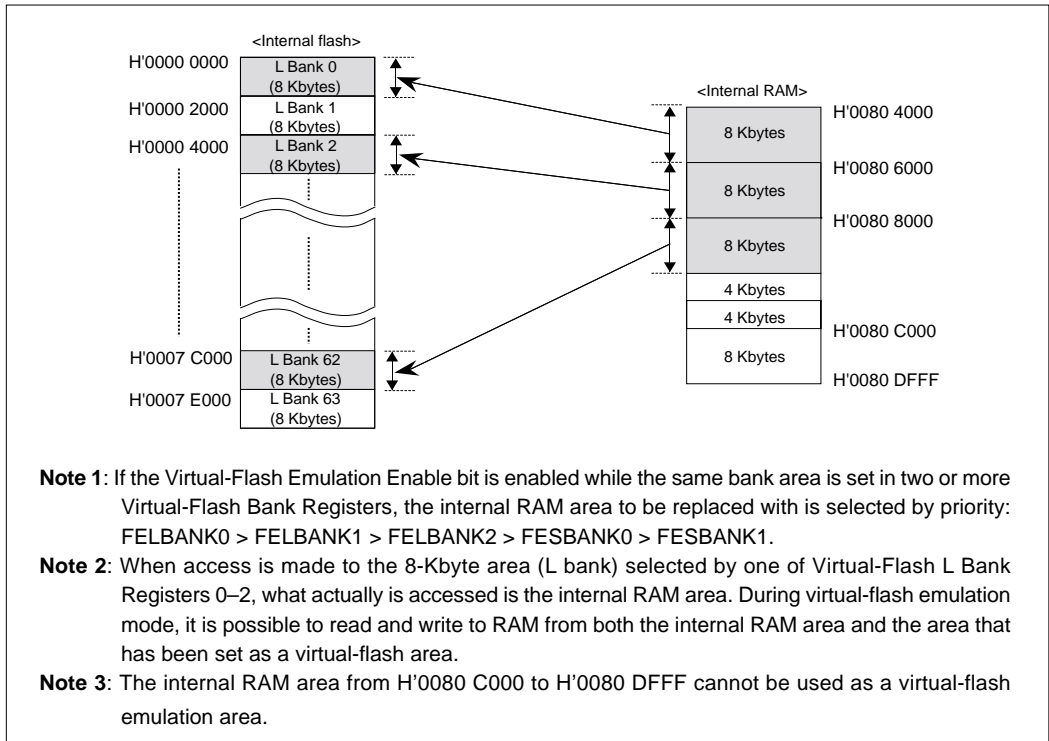 <Internal flash>
H'0000 0000
L Bank 0
(8 Kbytes)
H'0000 2000
L Bank 1
(8 Kbytes)
H'0000 4000
L Bank 2
(8 Kbytes)
H'0007 C000
L Bank 62
(8 Kbytes)
H'0007 E000
L Bank 63
(8 Kbytes)
<Internal RAM>
H'0080 4000
8 Kbytes
H'0080 6000
8 Kbytes
H'0080 8000
8 Kbytes
4 Kbytes
4 Kbytes
H'0080 C000
8 Kbytes
H'0080 DFFF
Note 1: If the Virtual-Flash Emulation Enable bit is enabled while the same bank area is set in two or more
Virtual-Flash Bank Registers, the internal RAM area to be replaced with is selected by priority:
FELBANK0 > FELBANK1 > FELBANK2 > FESBANK0 > FESBANK1.
Note 2: When access is made to the 8-Kbyte area (L bank) selected by one of Virtual-Flash L Bank
Registers 0–2, what actually is accessed is the internal RAM area. During virtual-flash emulation
mode, it is possible to read and write to RAM from both the internal RAM area and the area that
has been set as a virtual-flash area.
Note 3: The internal RAM area from H'0080 C000 to H'0080 DFFF cannot be used as a virtual-flash
emulation area.